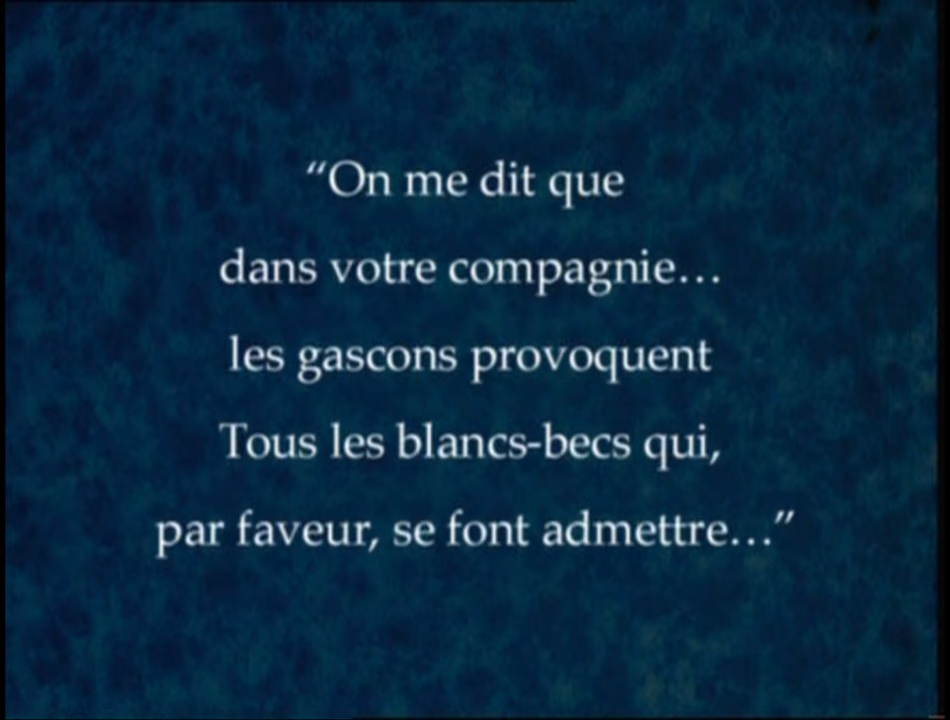 “On me dit que
dans votre compagnie…
les gascons provoquent
Tous les blancs-becs qui,
par faveur, se font admettre…”